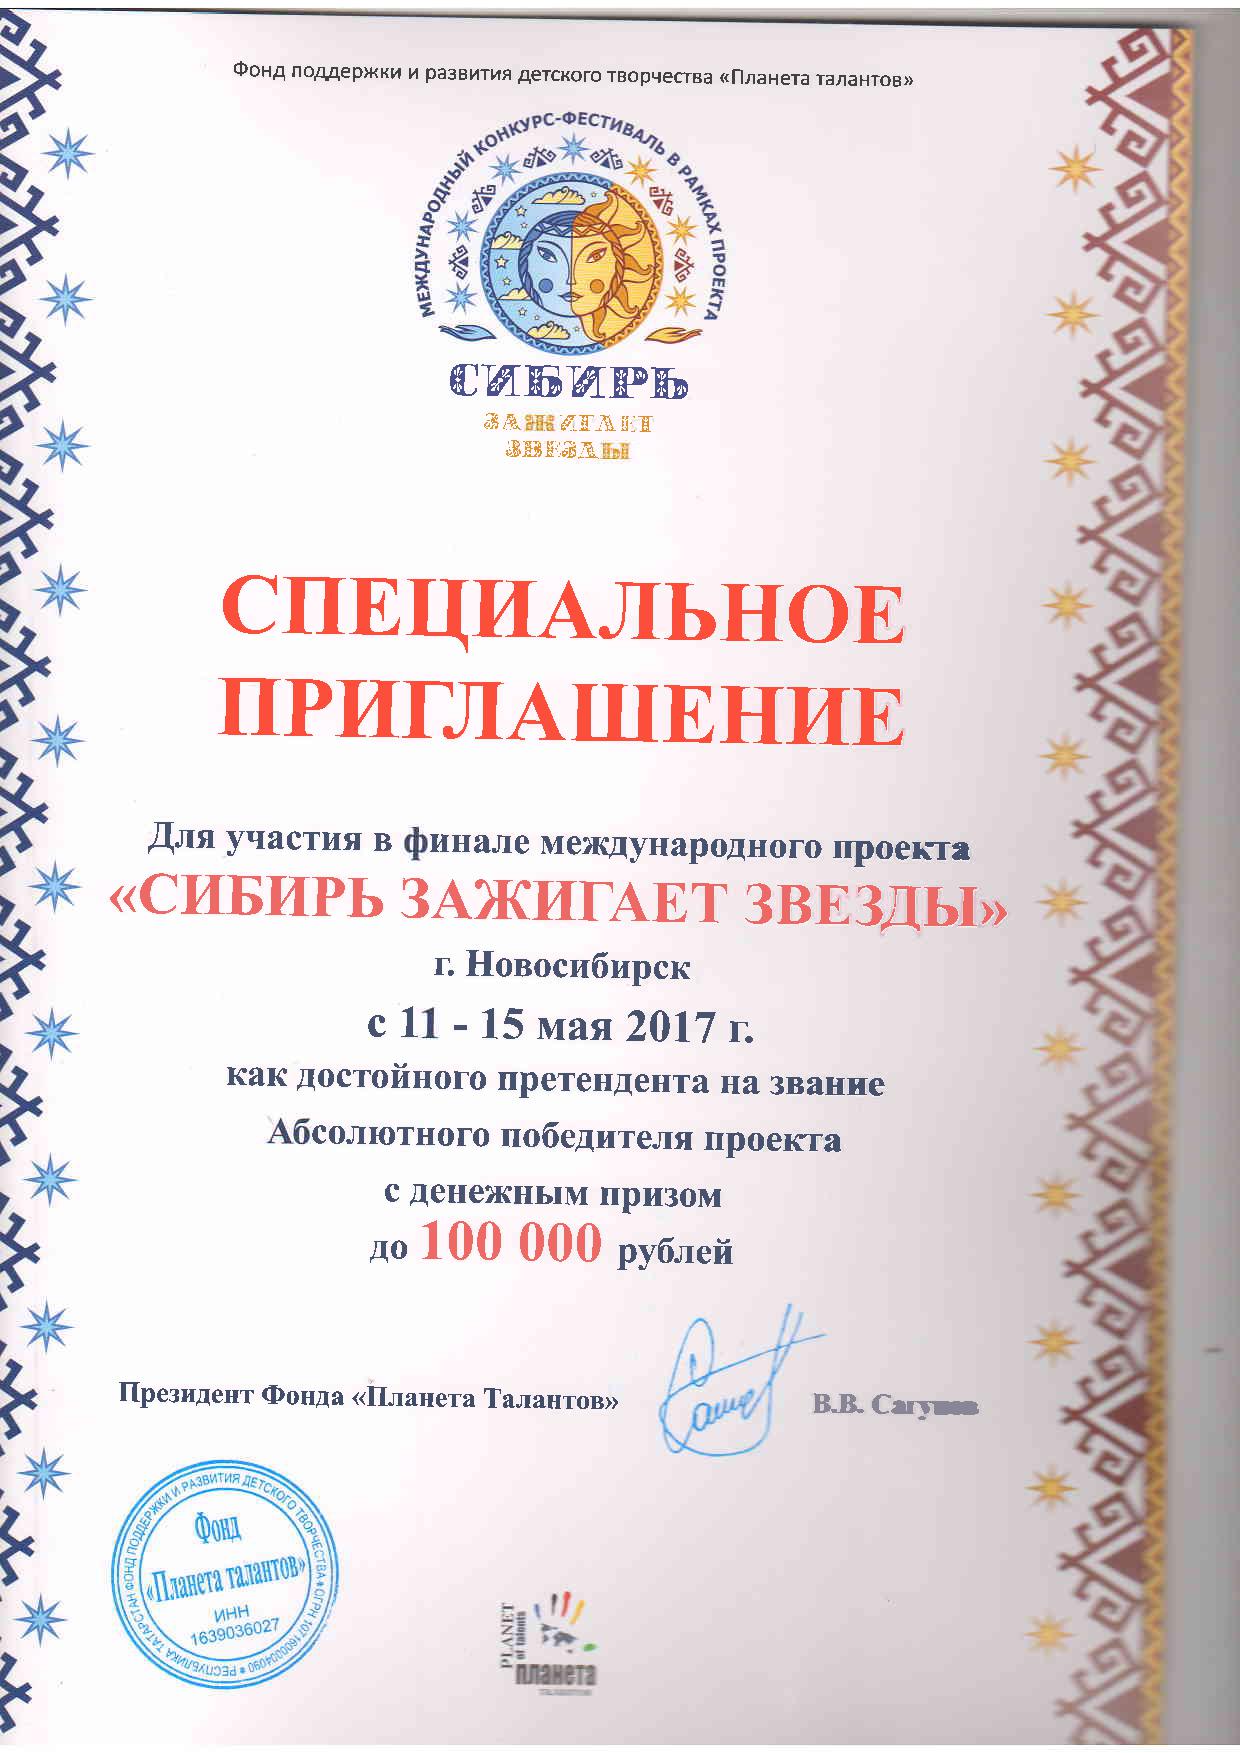 Фонд поддержки и развития детского творчества «Планета талантов»
МЕЖДУНАРОДНЫЙ КОНКУРС-ФЕСТИВАЛЬ В РАМКАХ ПРОЕКТА
СИБИРЬ
ЗАЖИГАЕТ
ЗВЕЗДЫ
СПЕЦИАЛЬНОЕ
ПРИГЛАШЕНИЕ
Для участия в финале международного проекта
«СИБИРЬ ЗАЖИГАЕТ ЗВЕЗДЫ»
г. Новосибирск
с 11 - 15 мая 2017 г.
как достойного претендента на звание
Абсолютного победителя проекта
с денежным призом
до 100 000 рублей
Президент Фонда «Планета Талантов»
В.В.
РЕСПУБЛИКА ТАТАРСТАН ФОНД ПОДДЕРЖКИ И РАЗВИТИЯ ДЕТСКОГО ТВОРЧЕСТВА * ОГРН 1071600004090 *
Фонд
«Планета талантов»
ИНН
1639036027
PLANET
of talents
планета